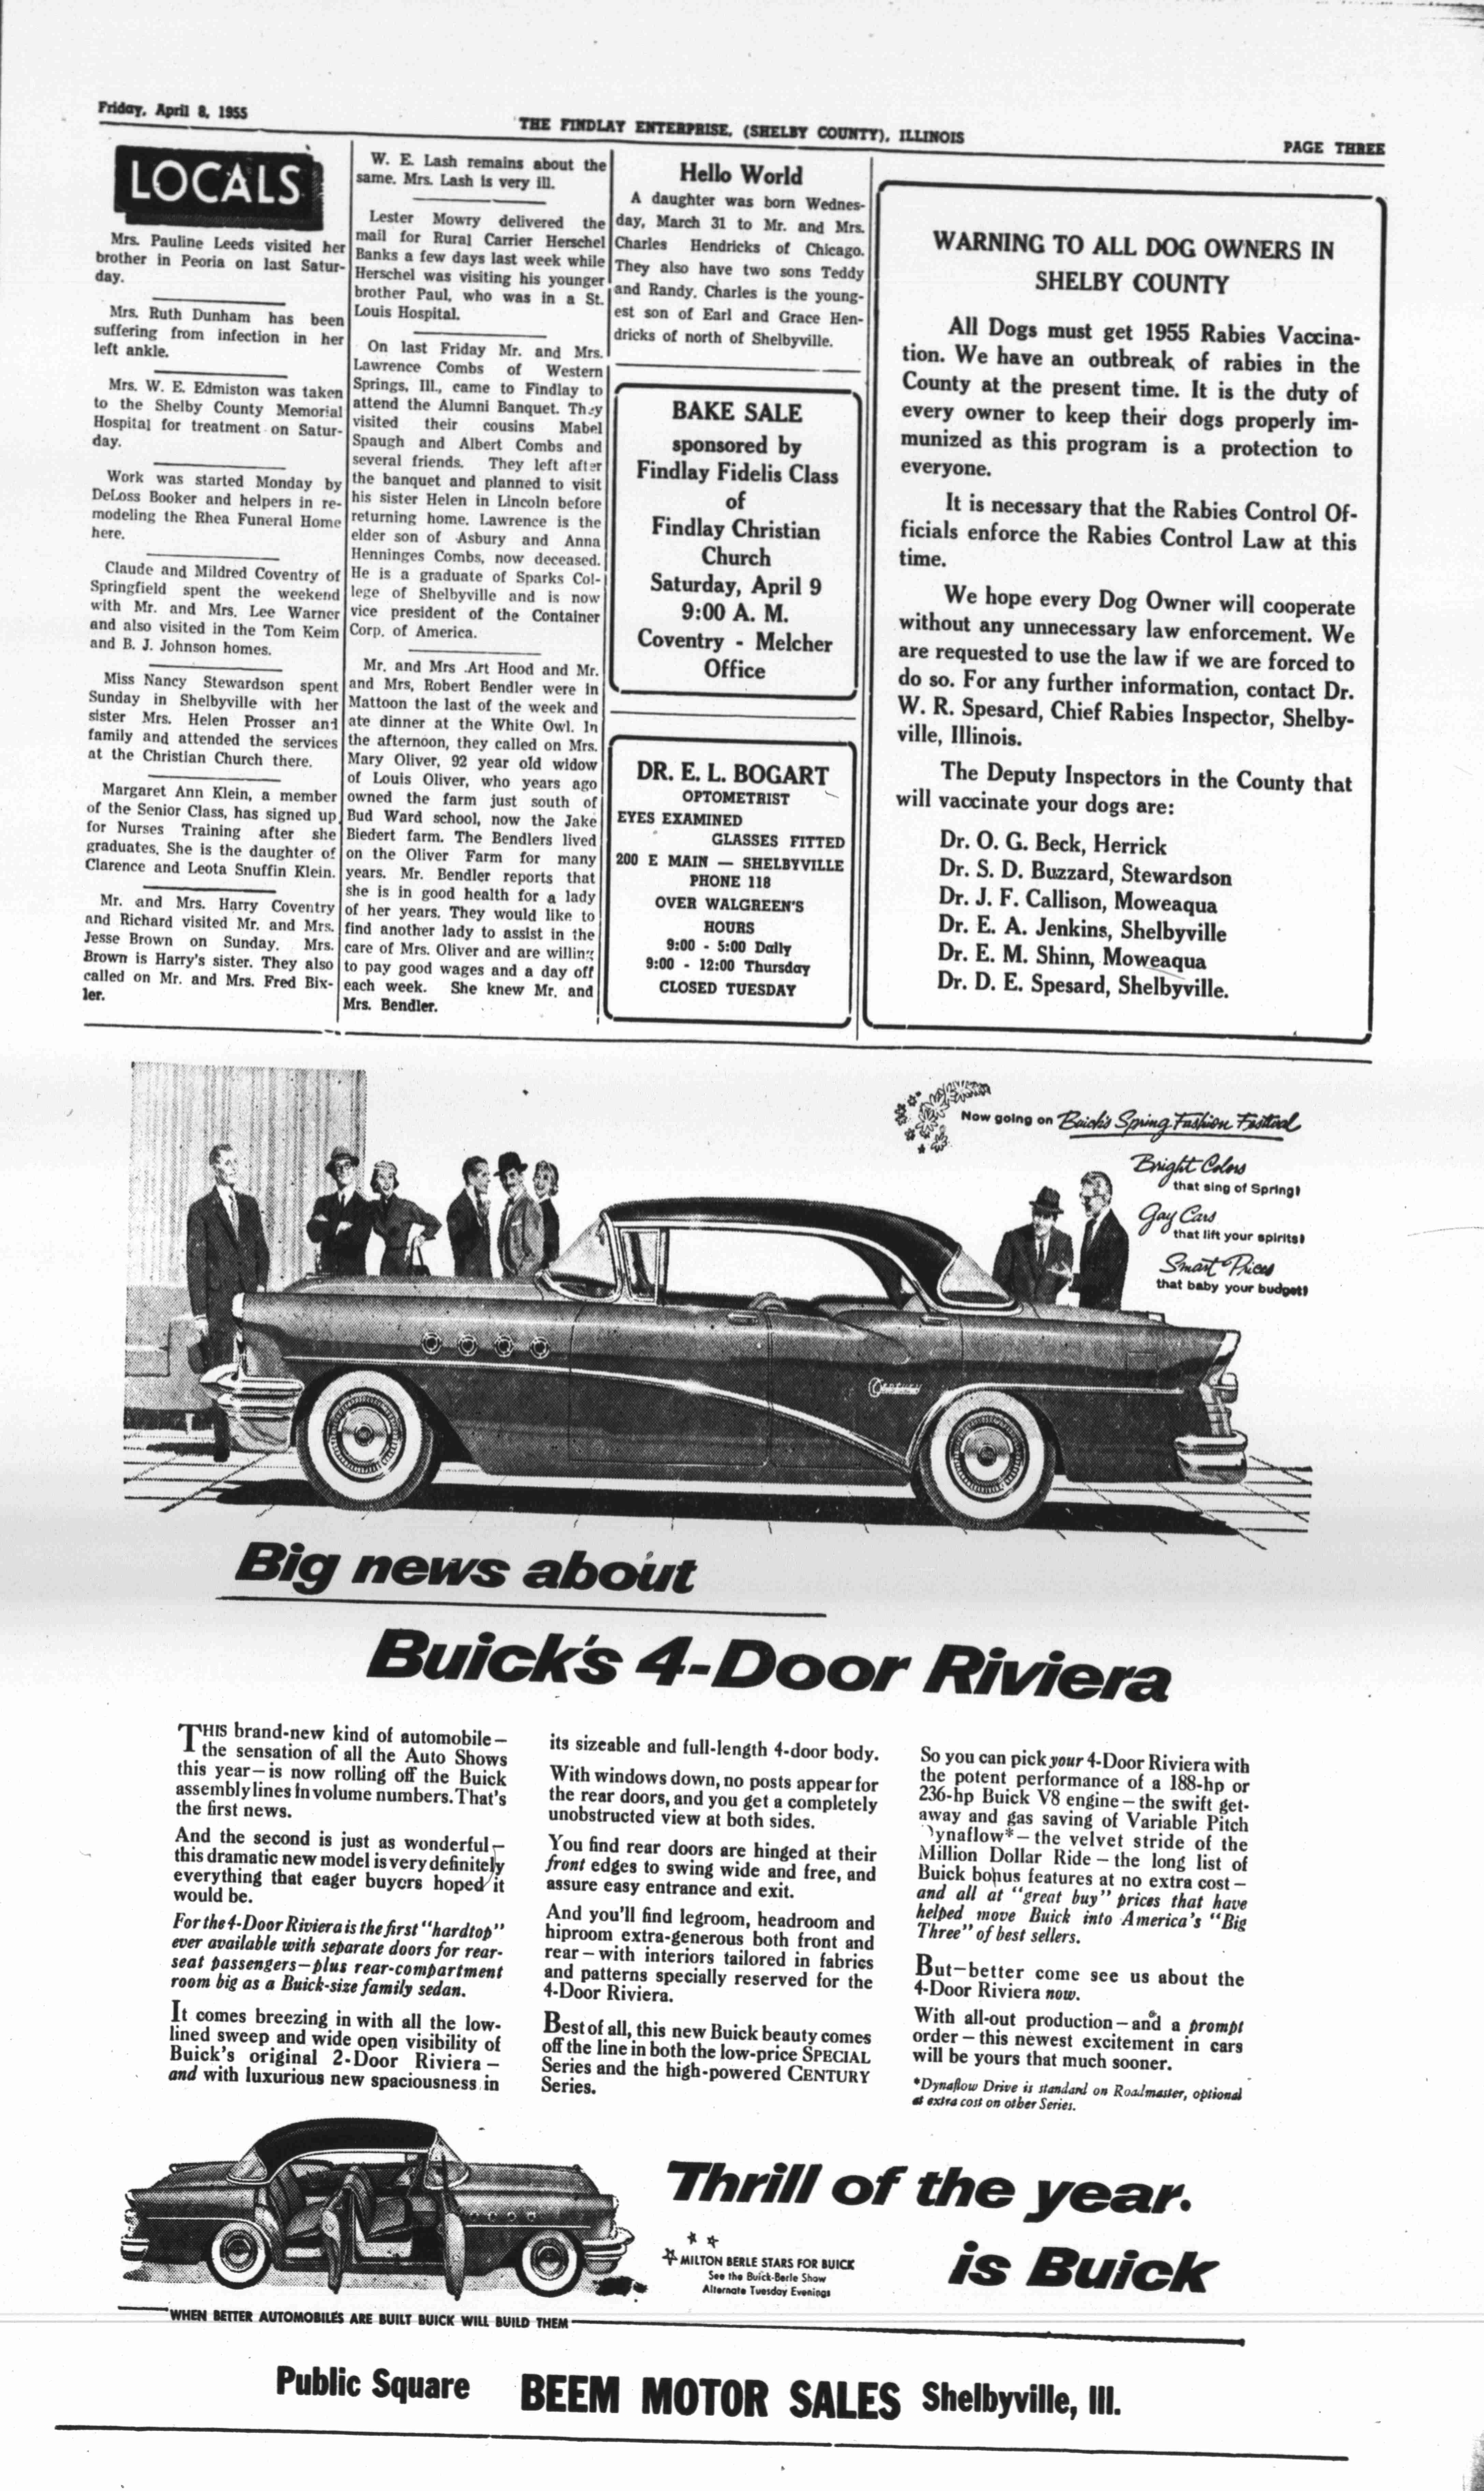 Friday, April 8, 1955
THE FINDLAY ENTERPRISE, (SHELBY COUNTY), ILLINOIS
PAGE THREE
LOCALS
Mrs. Pauline Leeds visited her
brother in Peoria on last Satur-
day.
Mrs. Ruth Dunham has been
suffering from infection in her
left ankle.
Mrs. W. E. Edmiston was taken
to the Shelby County Memorial
Hospital for treatment on Satur-
day.
Work was started Monday by
DeLoss Booker and helpers in re-
modeling the Rhea Funeral Home
here.
Claude and Mildred Coventry of
Springfield spent the weekend
with Mr. and Mrs. Lee Warner
and also visited in the Tom Keim
and B. J. Johnson homes.
Miss Nancy Stewardson spent
Sunday in Shelbyville with her
sister Mrs. Helen Prosser and
family and attended the services
at the Christian Church there.
Margaret Ann Klein, a member
of the Senior Class, has signed up
for Nurses Training after she
graduates. She is the daughter of
Clarence and Leota Snuffin Klein.
Mr. and Mrs. Harry Coventry
and Richard visited Mr. and Mrs.
Jesse Brown on Sunday. Mrs.
Brown is Harry's sister. They also
called on Mr. and Mrs. Fred Bix-
ler.
W. E. Lash remains about the
same. Mrs. Lash is very ill.
Lester Mowry delivered the
mail for Rural Carrier Herschel
Banks a few days last week while
Herschel was visiting his younger
brother Paul, who was in a St.
Louis Hospital.
On last Friday Mr. and Mrs.
Lawrence Combs of Western
Springs, Ill., came to Findlay to
attend the Alumni Banquet. They
visited their cousins Mabel
Spaugh and Albert Combs and
several friends. They left after
the banquet and planned to visit
his sister Helen in Lincoln before
returning home. Lawrence is the
elder son of Asbury and Anna
Henninges Combs, now deceased.
He is a graduate of Sparks Col-
lege of Shelbyville and is now
vice president of the Container
Corp. of America.
Mr. and Mrs .Art Hood and Mr.
and Mrs, Robert Bendler were in
Mattoon the last of the week and
ate dinner at the White Owl. In
the afternoon, they called on Mrs.
Mary Oliver, 92 year old widow
of Louis Oliver, who years ago
owned the farm just south of
Bud Ward school, now the Jake
Biedert farm. The Bendlers lived
on the Oliver Farm for many
years. Mr. Bendler reports that
she is in good health for a lady
of her years. They would like to
find another lady to assist in the
care of Mrs. Oliver and are willing
to pay good wages and a day off
each week. She knew Mr. and
Mrs. Bendler.
Hello World
A daughter was born Wednes-
day, March 31 to Mr. and Mrs.
Charles Hendricks of Chicago.
They also have two sons Teddy
and Randy. Charles is the young-
est son of Earl and Grace Hen-
dricks of north of Shelbyville.
BAKE SALE
sponsored by
Findlay Fidelis Class
of
Findlay Christian
Church
Saturday, April 9
9:00 A. M.
Coventry - Melcher
Office
DR. E. L. BOGART
OPTOMETRIST
EYES EXAMINED
GLASSES FITTED
200 E MAIN — SHELBYVILLE
PHONE 118
OVER WALGREEN'S
HOURS
9:00 - 5:00 Daily
9:00 - 12:00 Thursday
CLOSED TUESDAY
WARNING TO ALL DOG OWNERS IN
SHELBY COUNTY
All Dogs must get 1955 Rabies Vaccina-
tion. We have an outbreak of rabies in the
County at the present time. It is the duty of
every owner to keep their dogs properly im-
munized as this program is a protection to
everyone.
It is necessary that the Rabies Control Of-
ficials enforce the Rabies Control Law at this
time.
We hope every Dog Owner will cooperate
without any unnecessary law enforcement. We
are requested to use the law if we are forced to
do so. For any further information, contact Dr.
W. R. Spesard, Chief Rabies Inspector, Shelby-
ville, Illinois.
The Deputy Inspectors in the County that
will vaccinate your dogs are:
Dr. O. G. Beck, Herrick
Dr. S. D. Buzzard, Stewardson
Dr. J. F. Callison, Moweaqua
Dr. E. A. Jenkins, Shelbyville
Dr. E. M. Shinn, Moweaqua
Dr. D. E. Spesard, Shelbyville.
Now going on Buick's Spring Fashion Festival
Bright Colors
that sing of Spring!
Gay Cars
that lift your spirits!
Smart Prices
that baby your budget!
Century
Big news about
Buick's 4-Door Riviera
THIS brand-new kind of automobile—
the sensation of all the Auto Shows
this year—is now rolling off the Buick
assembly lines in volume numbers. That's
the first news.
And the second is just as wonderful—
this dramatic new model is very definitely
everything that eager buyers hoped it
would be.
For the 4-Door Riviera is the first "hardtop"
ever available with separate doors for rear-
seat passengers—plus rear-compartment
room big as a Buick-size family sedan.
It comes breezing in with all the low-
lined sweep and wide open visibility of
Buick's original 2-Door Riviera—
and with luxurious new spaciousness in
its sizeable and full-length 4-door body.
With windows down, no posts appear for
the rear doors, and you get a completely
unobstructed view at both sides.
You find rear doors are hinged at their
front edges to swing wide and free, and
assure easy entrance and exit.
And you'll find legroom, headroom and
hiproom extra-generous both front and
rear—with interiors tailored in fabrics
and patterns specially reserved for the
4-Door Riviera.
Best of all, this new Buick beauty comes
off the line in both the low-price SPECIAL
Series and the high-powered CENTURY
Series.
So you can pick your 4-Door Riviera with
the potent performance of a 188-hp or
236-hp Buick V8 engine—the swift get-
away and gas saving of Variable Pitch
Dynaflow*—the velvet stride of the
Million Dollar Ride—the long list of
Buick bonus features at no extra cost—
and all at "great buy" prices that have
helped move Buick into America's "Big
Three" of best sellers.
But—better come see us about the
4-Door Riviera now.
With all-out production—and a prompt
order—this newest excitement in cars
will be yours that much sooner.
*Dynaflow Drive is standard on Roadmaster, optional
at extra cost on other Series.
Thrill of the year.
is Buick
MILTON BERLE STARS FOR BUICK
See the Buick-Berle Show
Alternate Tuesday Evenings
WHEN BETTER AUTOMOBILES ARE BUILT BUICK WILL BUILD THEM
Public Square BEEM MOTOR SALES Shelbyville, Ill.